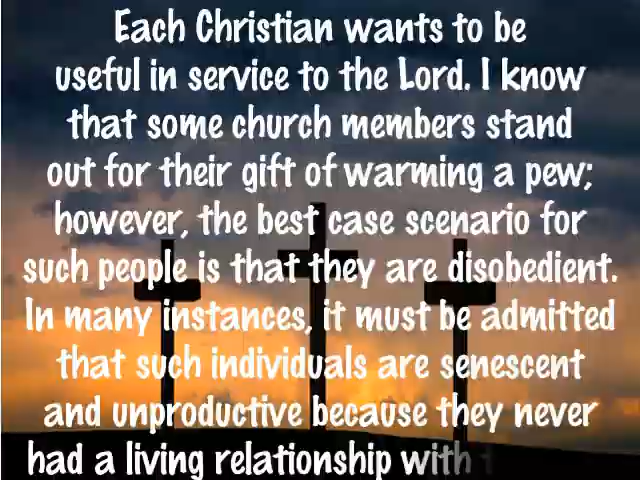 Each Christian wants to be
useful in service to the Lord. I know
that some church members stand
out for their gift of warming a pew;
however, the best case scenario for
such people is that they are disobedient.
In many instances, it must be admitted
that such individuals are senescent
and unproductive because they never
had a living relationship with